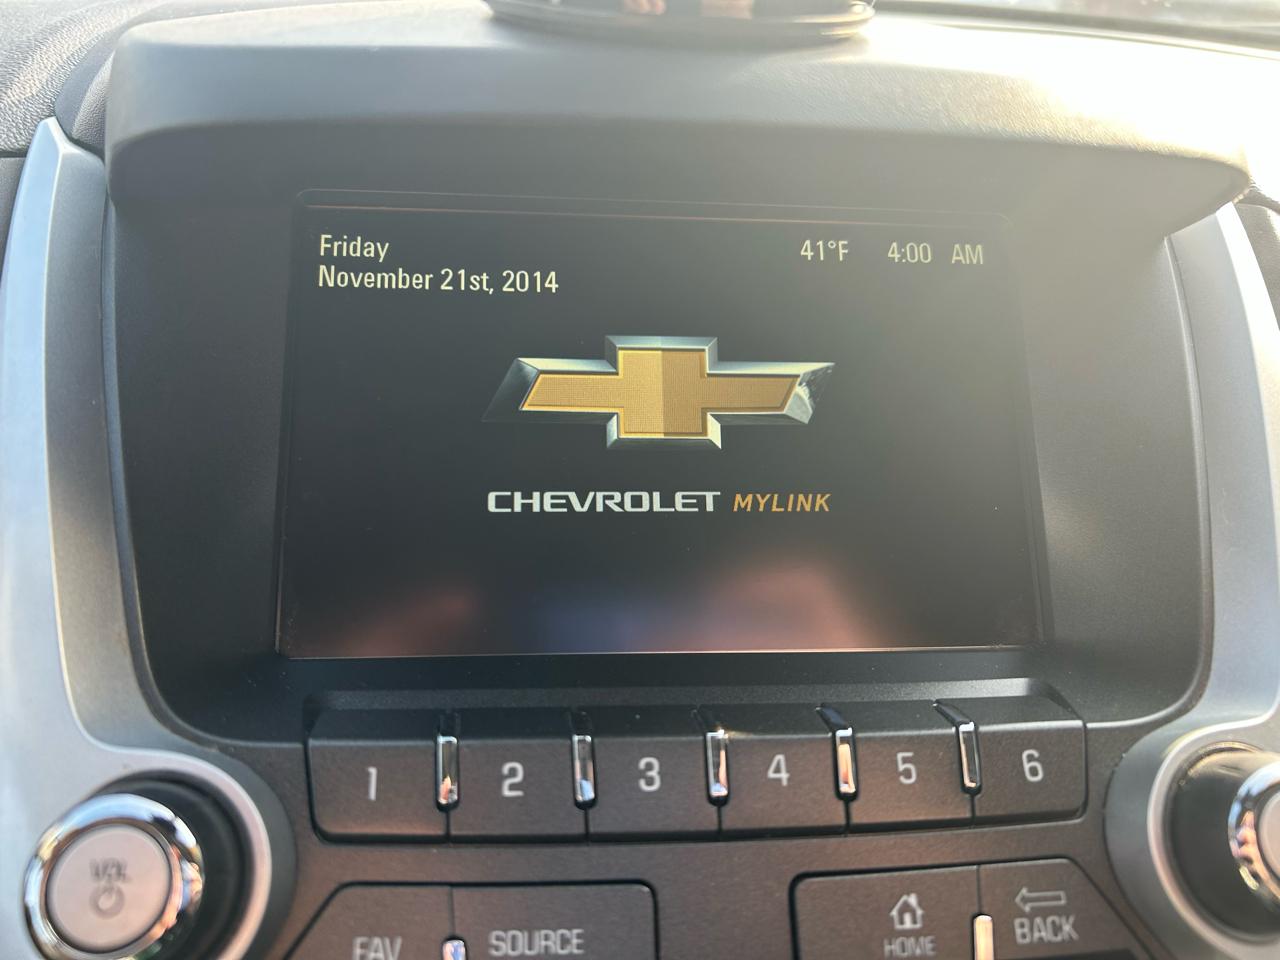 Friday
November 21st, 2014
41°F 4:00 AM
CHEVROLET MYLINK
1 2 3 4 5 6
VOL
FAV SOURCE HOME BACK